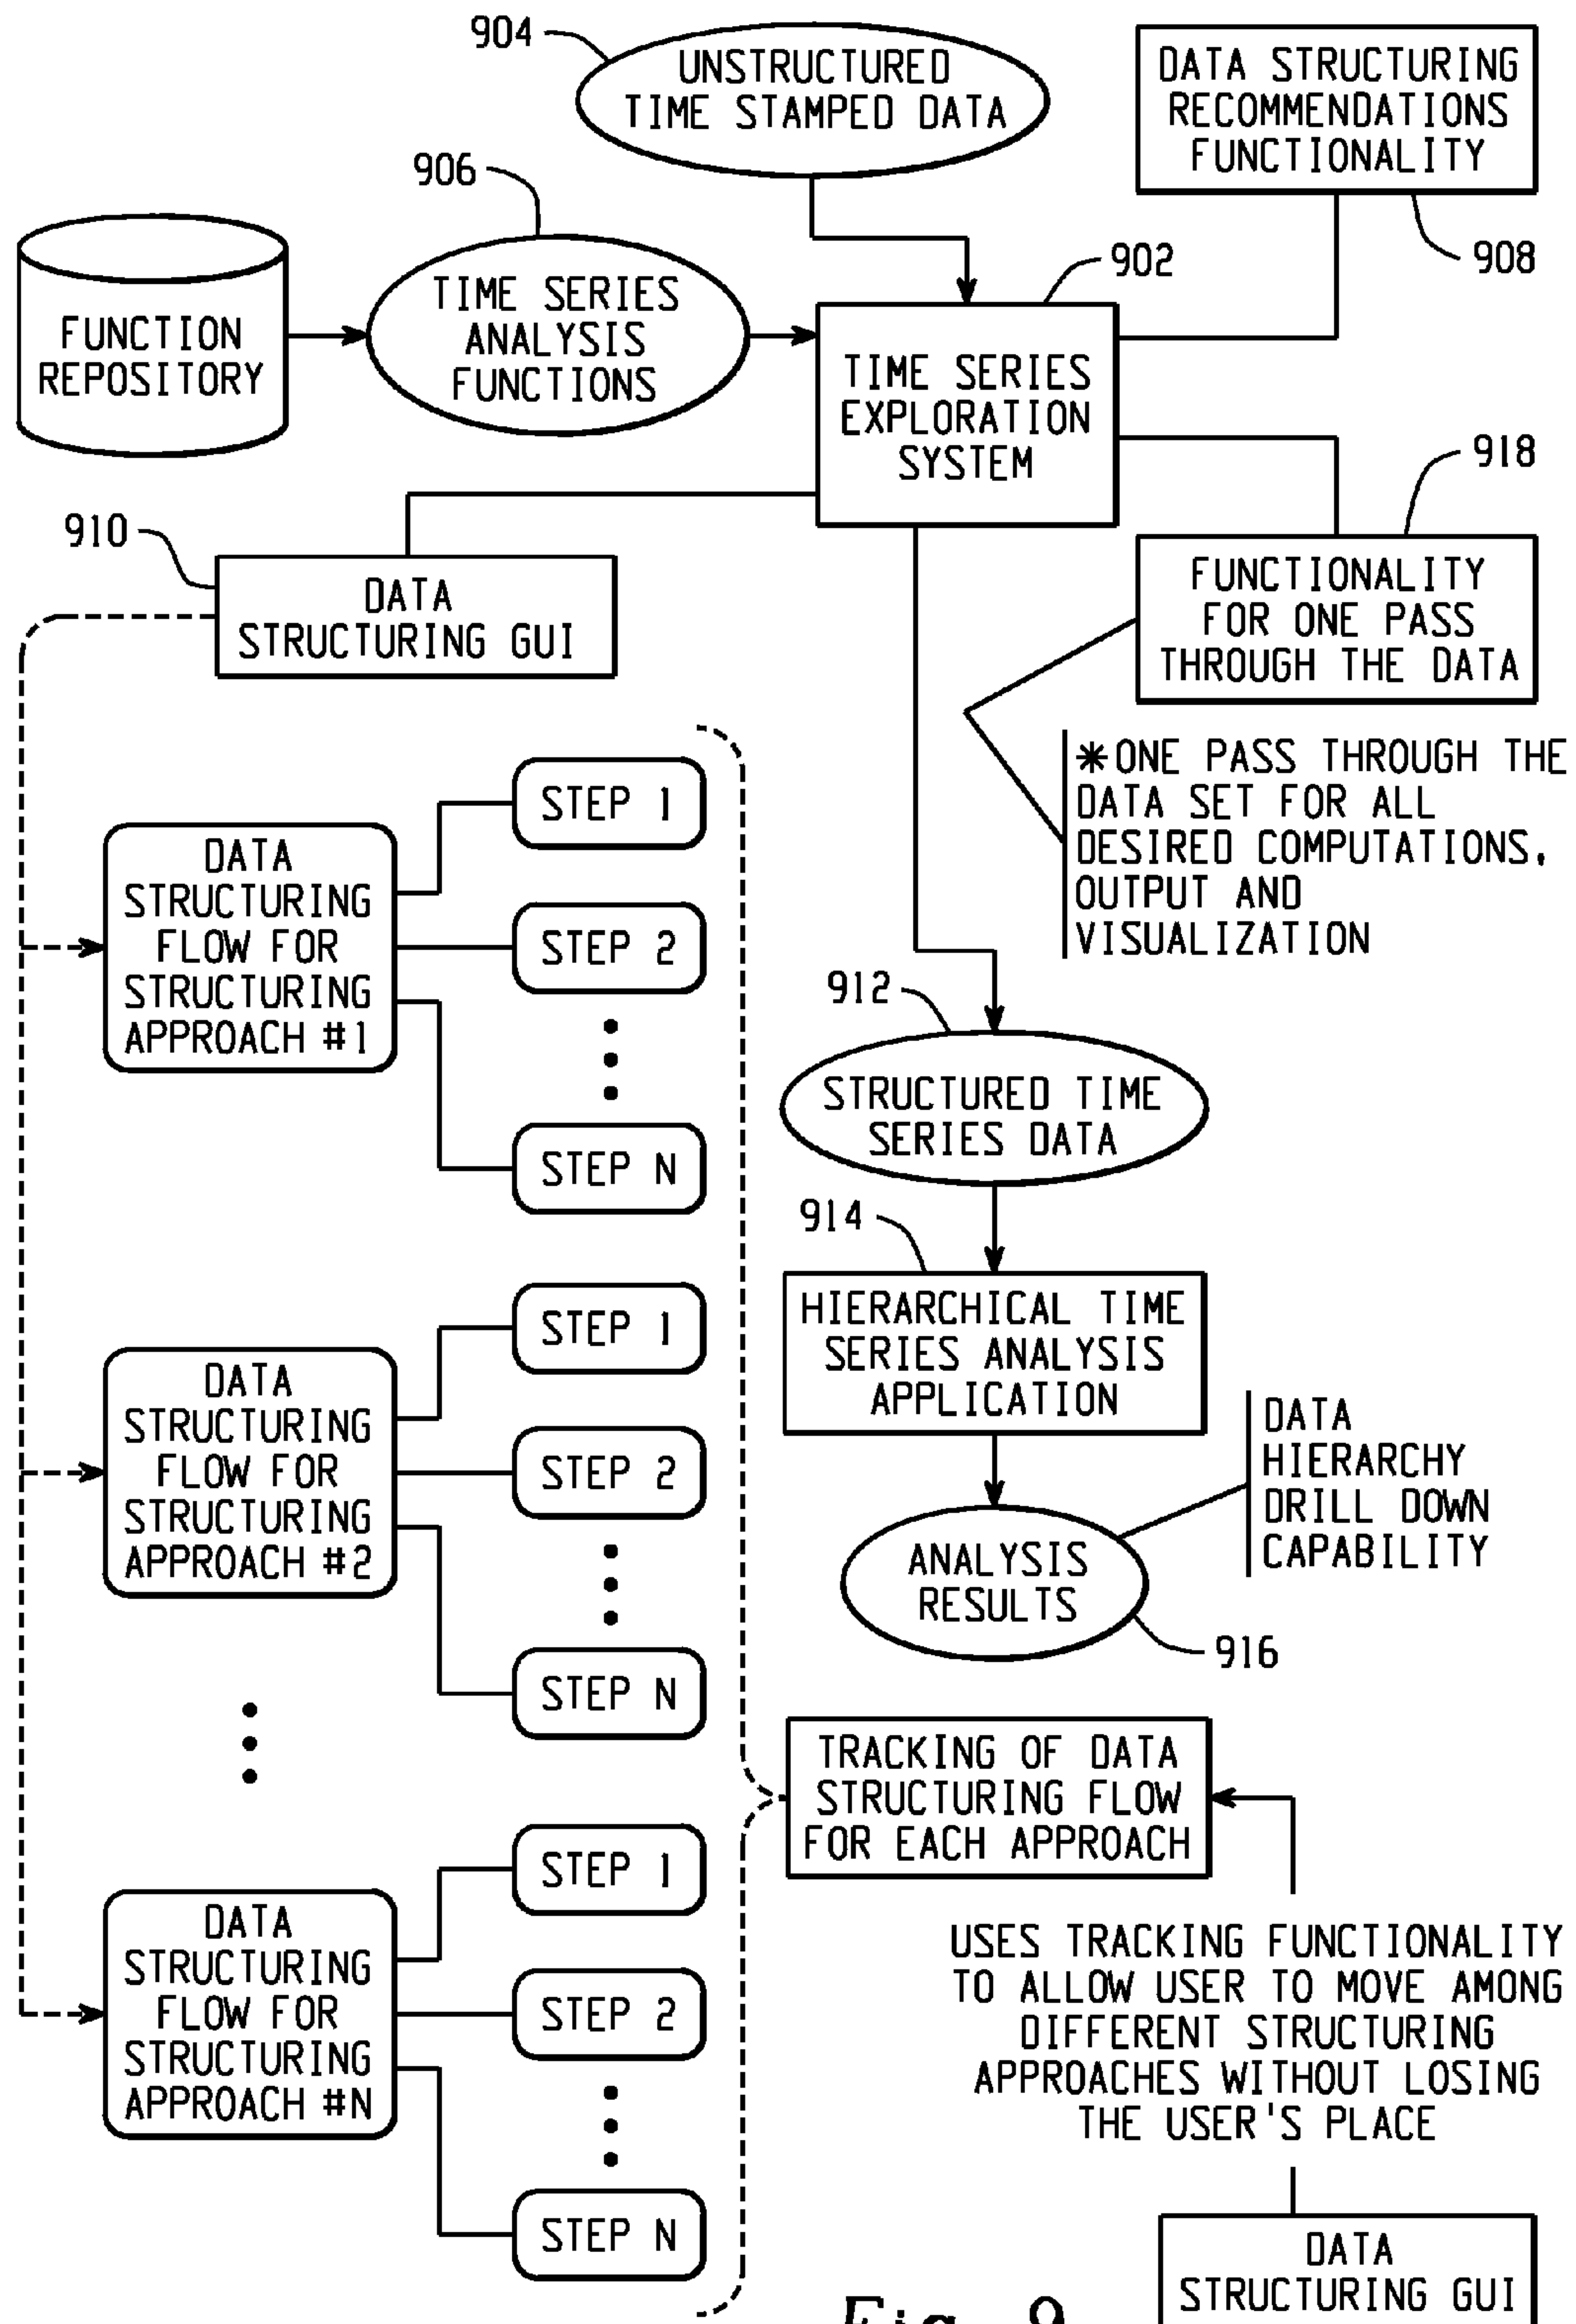 904
UNSTRUCTURED
TIME STAMPED DATA
DATA STRUCTURING
RECOMMENDATIONS
FUNCTIONALITY
908
906
FUNCTION
REPOSITORY
TIME SERIES
ANALYSIS
FUNCTIONS
902
TIME SERIES
EXPLORATION
SYSTEM
918
FUNCTIONALITY
FOR ONE PASS
THROUGH THE DATA
*ONE PASS THROUGH THE
DATA SET FOR ALL
DESIRED COMPUTATIONS,
OUTPUT AND
VISUALIZATION
910
DATA
STRUCTURING GUI
DATA
STRUCTURING
FLOW FOR
STRUCTURING
APPROACH #1
STEP 1
STEP 2
STEP N
DATA
STRUCTURING
FLOW FOR
STRUCTURING
APPROACH #2
STEP 1
STEP 2
STEP N
DATA
STRUCTURING
FLOW FOR
STRUCTURING
APPROACH #N
STEP 1
STEP 2
STEP N
912
STRUCTURED TIME
SERIES DATA
914
HIERARCHICAL TIME
SERIES ANALYSIS
APPLICATION
DATA
HIERARCHY
DRILL DOWN
CAPABILITY
ANALYSIS
RESULTS
916
TRACKING OF DATA
STRUCTURING FLOW
FOR EACH APPROACH
USES TRACKING FUNCTIONALITY
TO ALLOW USER TO MOVE AMONG
DIFFERENT STRUCTURING
APPROACHES WITHOUT LOSING
THE USER'S PLACE
DATA
STRUCTURING GUI
Fig. 9